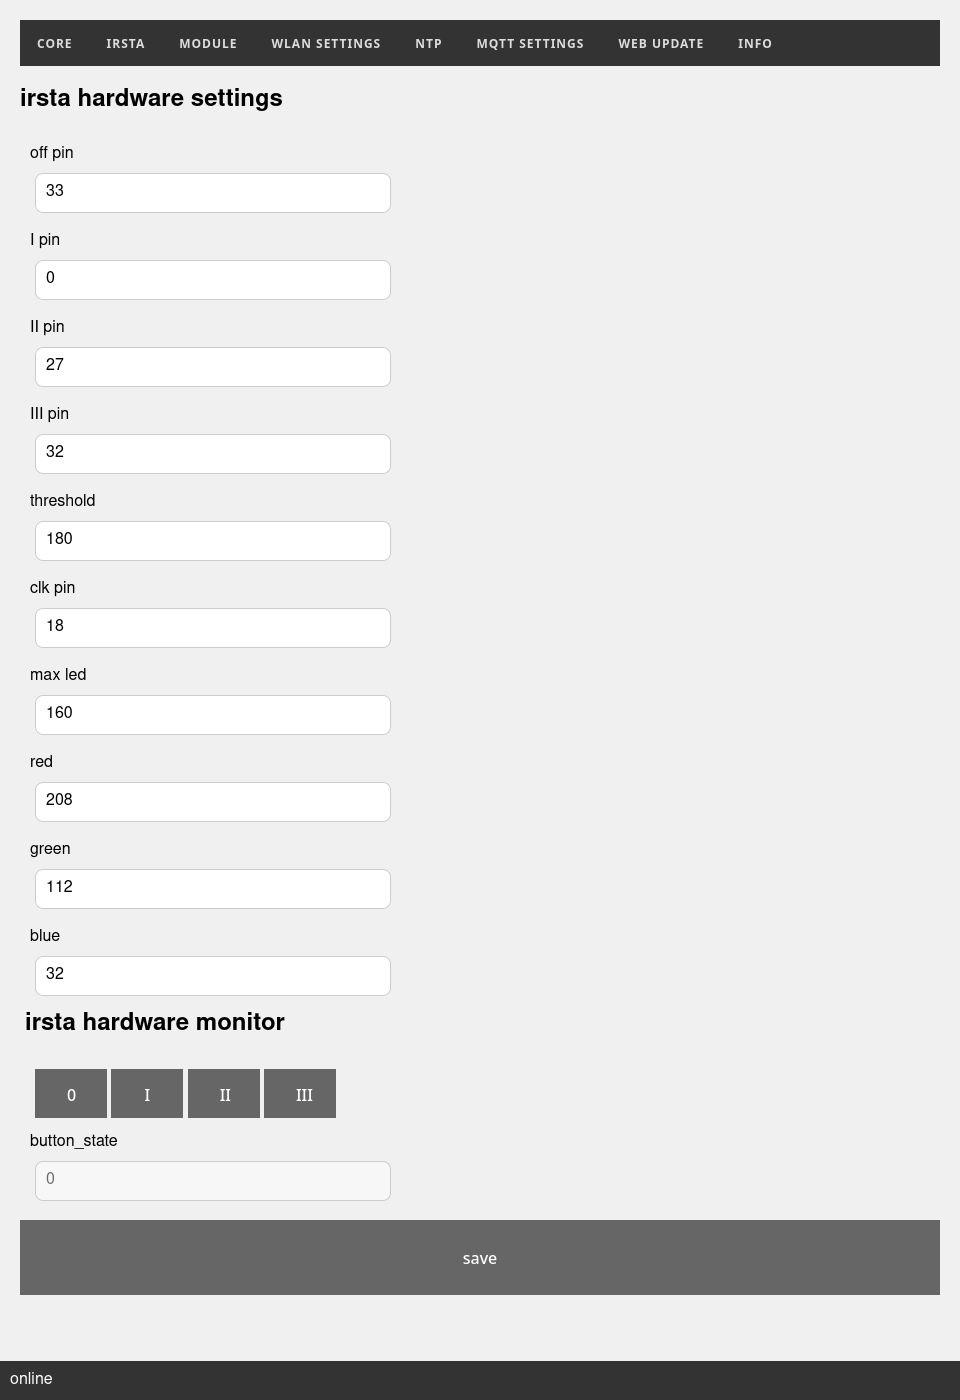 CORE IRSTA MODULE WLAN SETTINGS NTP MQTT SETTINGS WEB UPDATE INFO
irsta hardware settings
off pin
33
I pin
0
II pin
27
III pin
32
threshold
180
clk pin
18
max led
160
red
208
green
112
blue
32
irsta hardware monitor
0 I II III
button_state
0
save
online